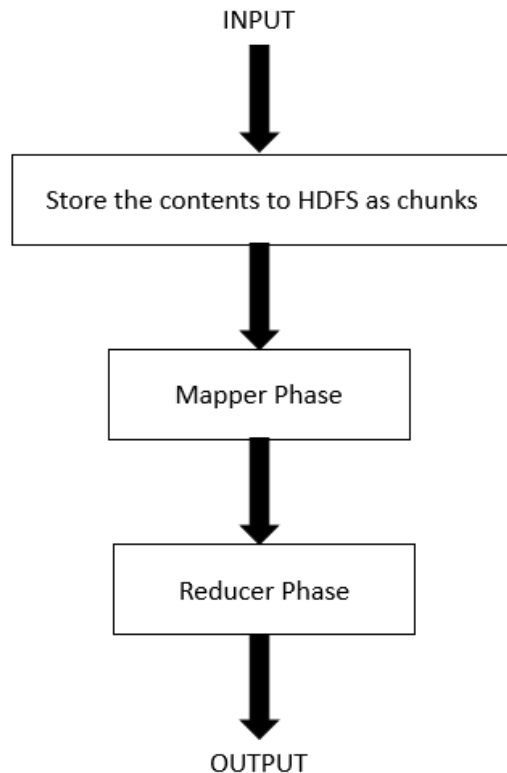 INPUT
Store the contents to HDFS as chunks
Mapper Phase
Reducer Phase
OUTPUT